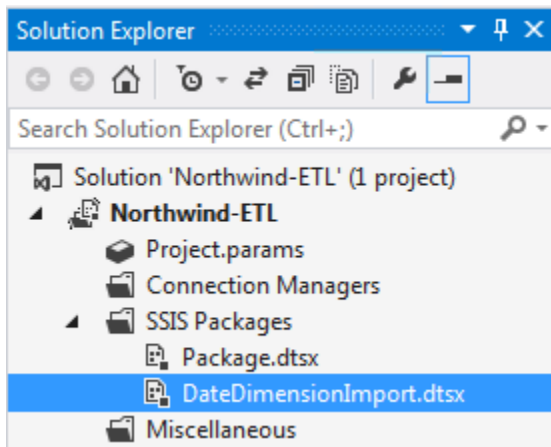 Solution Explorer
Search Solution Explorer (Ctrl+;)
Solution 'Northwind-ETL' (1 project)
Northwind-ETL
Project.params
Connection Managers
SSIS Packages
Package.dtsx
DateDimensionImport.dtsx
Miscellaneous